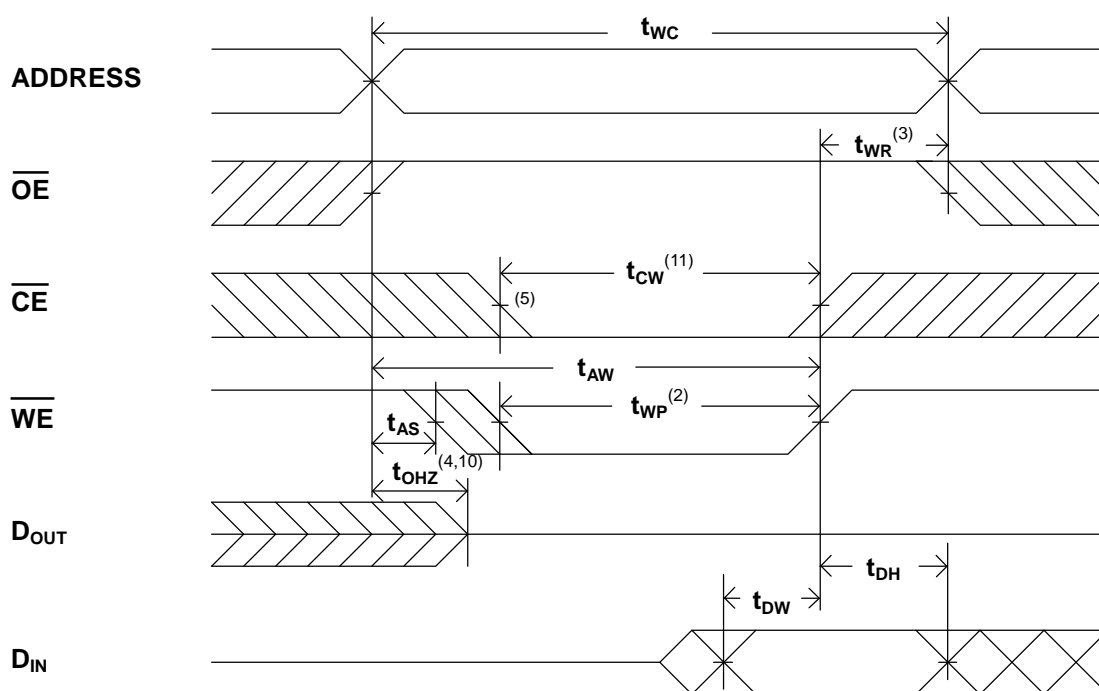 tWC
ADDRESS
tWR(3)
OE
tCW(11)
CE
(5)
tAW
WE
tWP(2)
tAS
tOHZ(4,10)
DOUT
tDH
tDW
DIN